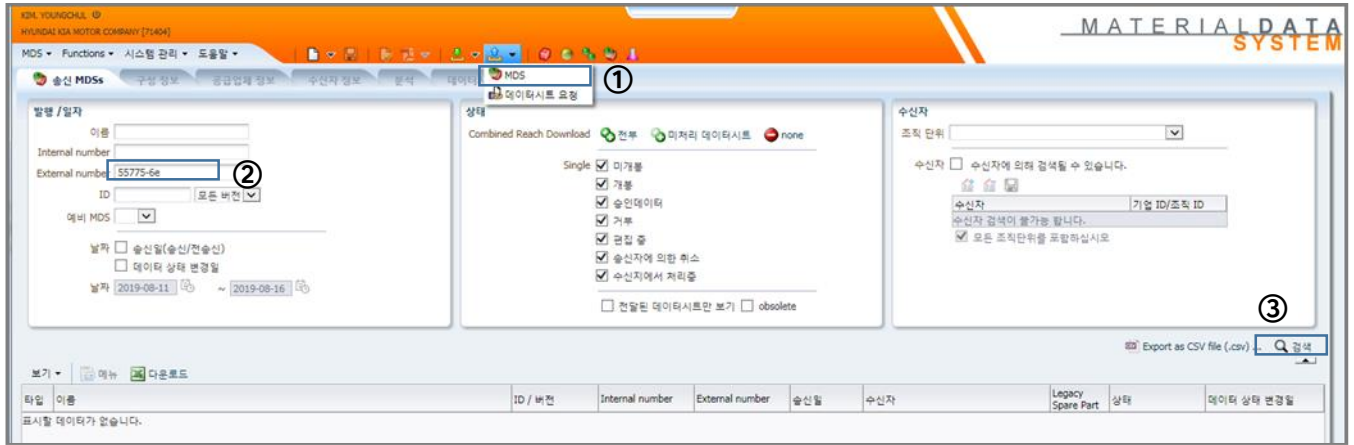 KIM, YOUNGCHUL
HYUNDAI KIA MOTOR COMPANY [71404]
MATERIAL DATA
SYSTEM
MDS Functions 시스템 관리 도움말
송신 MDSs 구성 정보 공급업체 정보 수신자 정보 분석 데이터
MDS ①
데이터시트 요청
발행 /일자
이름
Internal number
External number 55775-6e ②
ID 모든 버전
예비 MDS
날짜 송신일(송신/전송신)
데이터 상태 변경일
날짜 2019-08-11 ~ 2019-08-16
상태
Combined Reach Download 전부 미처리 데이터시트 none
Single 미개봉
개봉
승인데이터
거부
편집 중
송신자에 의한 취소
수신지에서 처리중
전달된 데이터시트만 보기 obsolete
수신자
조직 단위
수신자 수신자에 의해 검색될 수 있습니다.
수신자 기업 ID/조직 ID
수신자 검색이 불가능 합니다.
모든 조직단위를 포함하십시오
③
Export as CSV file (.csv) ... 검색
보기 메뉴 다운로드
타입 이름 ID / 버전 Internal number External number 송신일 수신자 Legacy Spare Part 상태 데이터 상태 변경일
표시할 데이터가 없습니다.